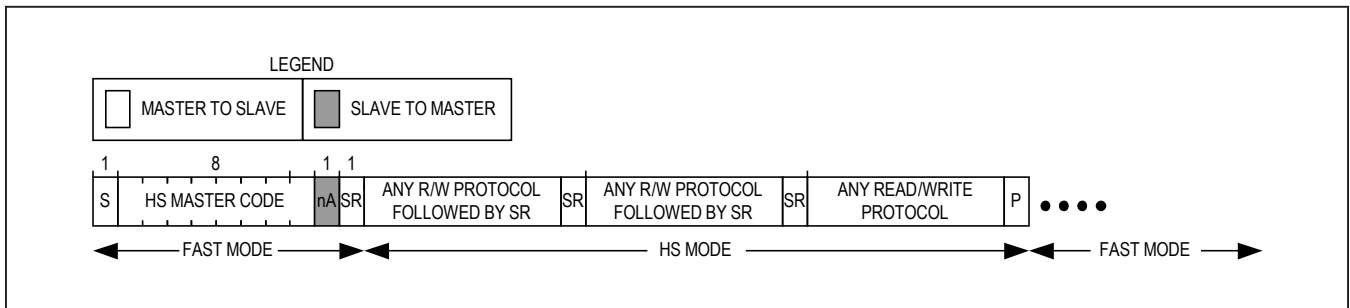 LEGEND
MASTER TO SLAVE SLAVE TO MASTER
1 8 1 1
S HS MASTER CODE nA SR ANY R/W PROTOCOL FOLLOWED BY SR SR ANY R/W PROTOCOL FOLLOWED BY SR SR ANY READ/WRITE PROTOCOL P
FAST MODE HS MODE FAST MODE